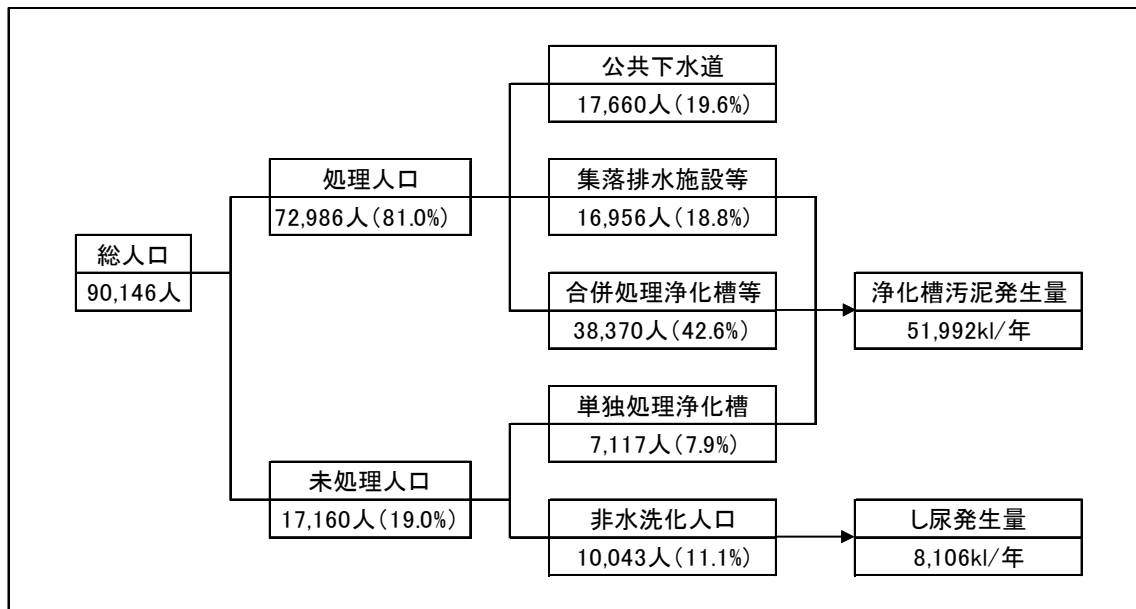 総人口
90,146人
処理人口
72,986人(81.0%)
未処理人口
17,160人(19.0%)
公共下水道
17,660人(19.6%)
集落排水施設等
16,956人(18.8%)
合併処理浄化槽等
38,370人(42.6%)
単独処理浄化槽
7,117人(7.9%)
非水洗化人口
10,043人(11.1%)
浄化槽汚泥発生量
51,992kl/年
し尿発生量
8,106kl/年